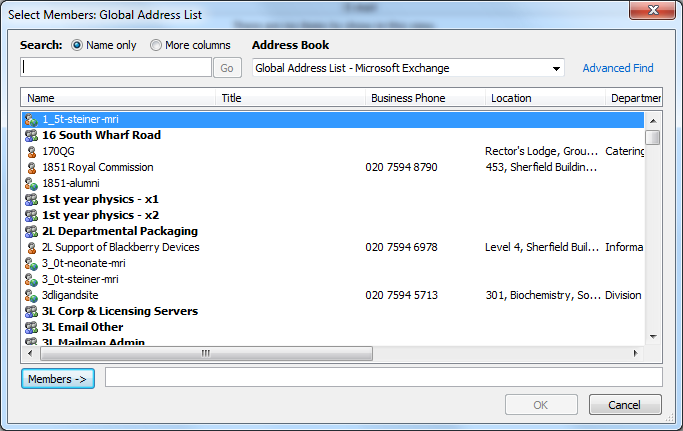 Select Members: Global Address List
Search: Name only More columns Address Book
Go Global Address List - Microsoft Exchange Advanced Find
Name Title Business Phone Location Departmen
1_5t-steiner-mri
16 South Wharf Road
170QG Rector's Lodge, Grou... Catering
1851 Royal Commission 020 7594 8790 453, Sherfield Buildin...
1851-alumni
1st year physics - x1
1st year physics - x2
2L Departmental Packaging
2L Support of Blackberry Devices 020 7594 6978 Level 4, Sherfield Buil... Informa
3_0t-neonate-mri
3_0t-steiner-mri
3dligandsite 020 7594 5713 301, Biochemistry, So... Division
3L Corp & Licensing Servers
3L Email Other
3L Mailman Admin
Members ->
OK Cancel